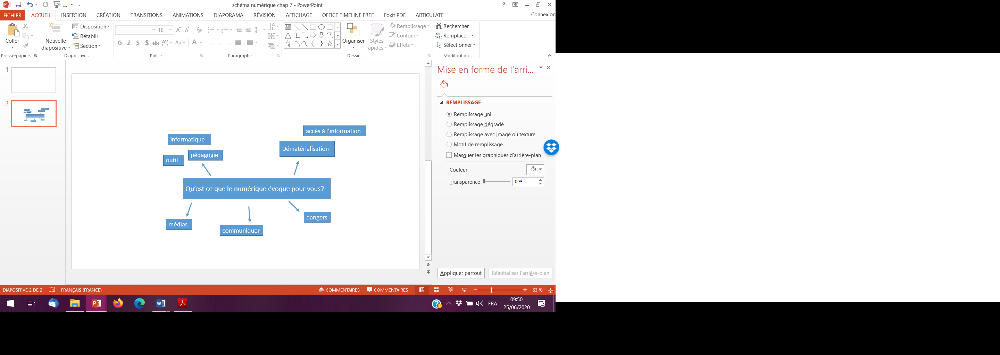 schéma numérique chap 7 - PowerPoint
?
FICHIER ACCUEIL INSERTION CRÉATION TRANSITIONS ANIMATIONS DIAPORAMA RÉVISION AFFICHAGE OFFICE TIMELINE FREE Foxit PDF ARTICULATE Connexion
Coller
Nouvelle
diapositive
Disposition
Rétablir
Section
18
G I S S abc AV Aa A
Organiser
Styles
rapides
Remplissage
Contour
Effets
Rechercher
Remplacer
Sélectionner
Presse-papiers Diapositives Police Paragraphe Dessin Modification
1
2
accès à l’information
informatique
Dématérialisation
pédagogie
outil
Qu’est ce que le numérique évoque pour vous?
dangers
médias
communiquer
Mise en forme de l'arri...
REMPLISSAGE
Remplissage uni
Remplissage dégradé
Remplissage avec image ou texture
Motif de remplissage
Masquer les graphiques d'arrière-plan
Couleur
Transparence 0 %
Appliquer partout Réinitialiser l'arrière-plan
DIAPOSITIVE 2 DE 2 FRANÇAIS (FRANCE) COMMENTAIRES COMMENTAIRES 63 %
FRA
09:50
25/06/2020